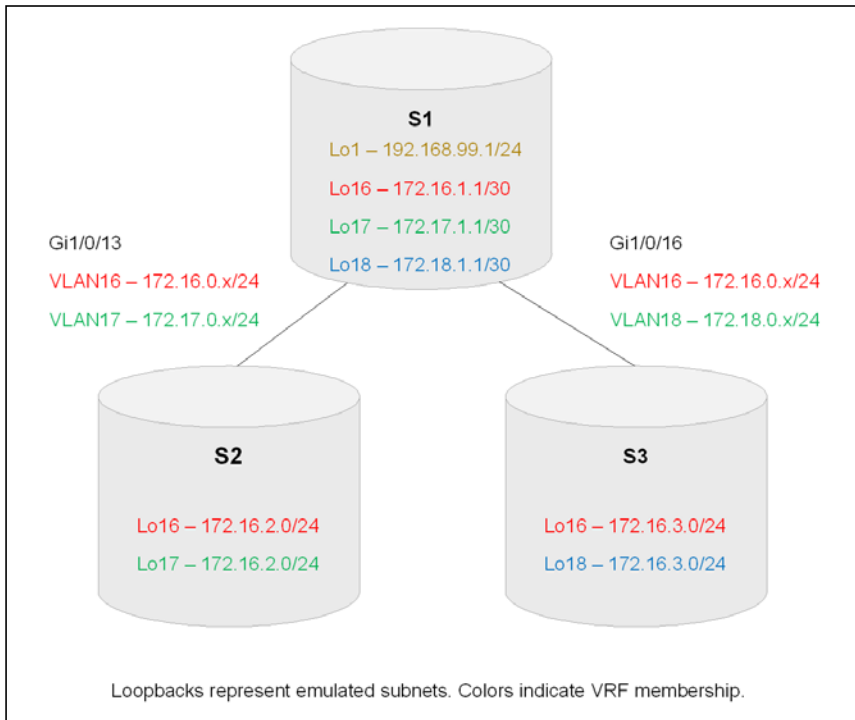 S1
Lo1 – 192.168.99.1/24
Lo16 – 172.16.1.1/30
Lo17 – 172.17.1.1/30
Lo18 – 172.18.1.1/30
Gi1/0/13
VLAN16 – 172.16.0.x/24
VLAN17 – 172.17.0.x/24
Gi1/0/16
VLAN16 – 172.16.0.x/24
VLAN18 – 172.18.0.x/24
S2
Lo16 – 172.16.2.0/24
Lo17 – 172.16.2.0/24
S3
Lo16 – 172.16.3.0/24
Lo18 – 172.16.3.0/24
Loopbacks represent emulated subnets. Colors indicate VRF membership.